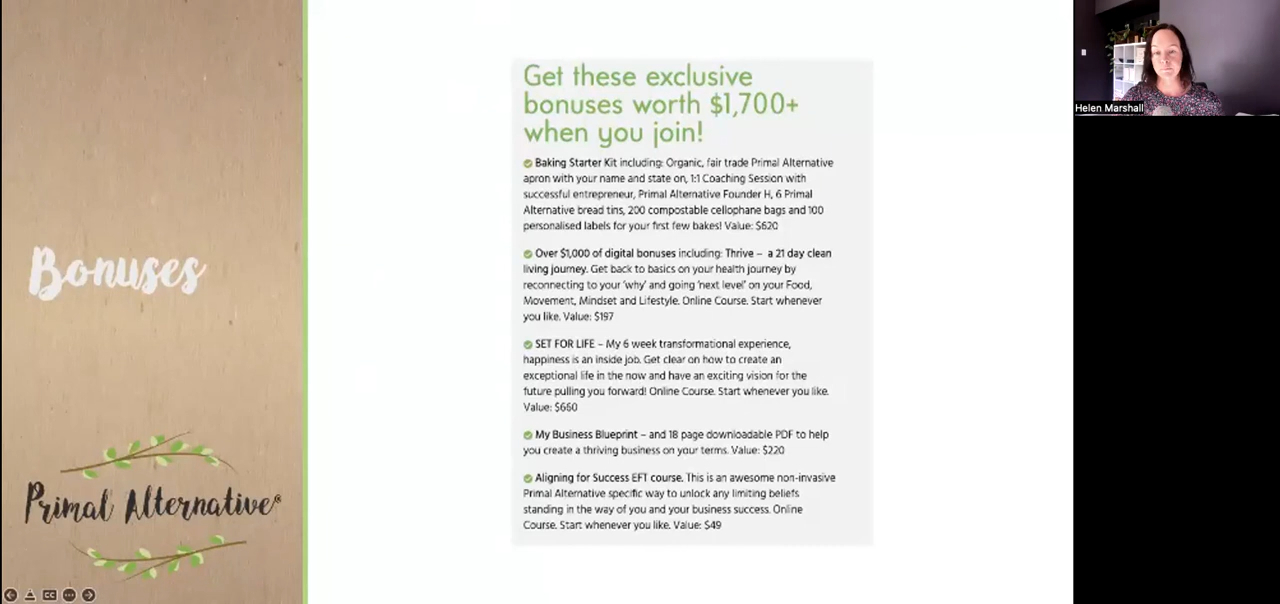 Bonuses
Primal Alternative®
Get these exclusive
bonuses worth $1,700+
when you join!
Baking Starter Kit including: Organic, fair trade Primal Alternative
apron with your name and state on, 1:1 Coaching Session with
successful entrepreneur, Primal Alternative Founder H, 6 Primal
Alternative bread tins, 200 compostable cellophane bags and 100
personalised labels for your first few bakes! Value: $620
Over $1,000 of digital bonuses including: Thrive – a 21 day clean
living journey. Get back to basics on your health journey by
reconnecting to your 'why' and going 'next level' on your Food,
Movement, Mindset and Lifestyle. Online Course. Start whenever
you like. Value: $197
SET FOR LIFE – My 6 week transformational experience,
happiness is an inside job. Get clear on how to create an
exceptional life in the now and have an exciting vision for the
future pulling you forward! Online Course. Start whenever you like.
Value: $660
My Business Blueprint – and 18 page downloadable PDF to help
you create a thriving business on your terms. Value: $220
Aligning for Success EFT course. This is an awesome non-invasive
Primal Alternative specific way to unlock any limiting beliefs
standing in the way of you and your business success. Online
Course. Start whenever you like. Value: $49
Helen Marshall
CC